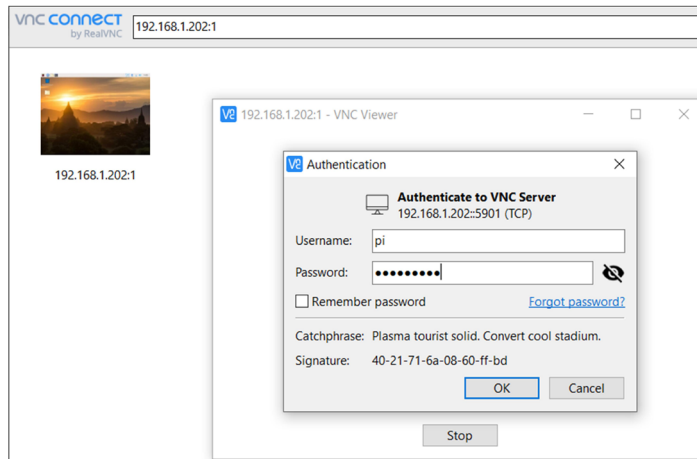 vnc connect
by RealVNC
192.168.1.202:1
192.168.1.202:1
V2 192.168.1.202:1 - VNC Viewer
V2 Authentication
Authenticate to VNC Server
192.168.1.202::5901 (TCP)
Username: pi
Password: ●●●●●●●●●
Remember password Forgot password?
Catchphrase: Plasma tourist solid. Convert cool stadium.
Signature: 40-21-71-6a-08-60-ff-bd
OK Cancel
Stop